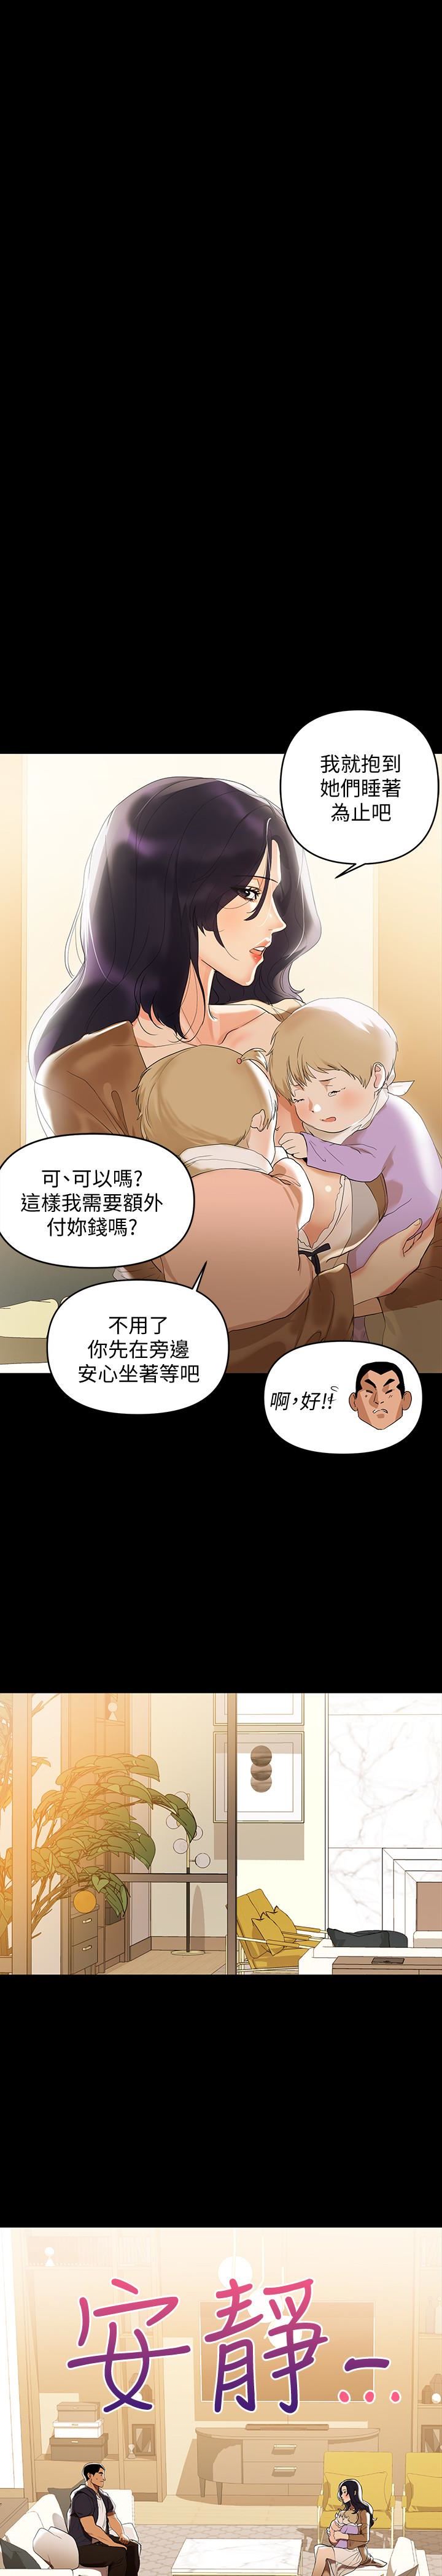 我就抱到
她們睡著
為止吧
可、可以嗎?
這樣我需要額外
付妳錢嗎?
不用了
你先在旁邊
安心坐著等吧
啊，好!!
安靜-...